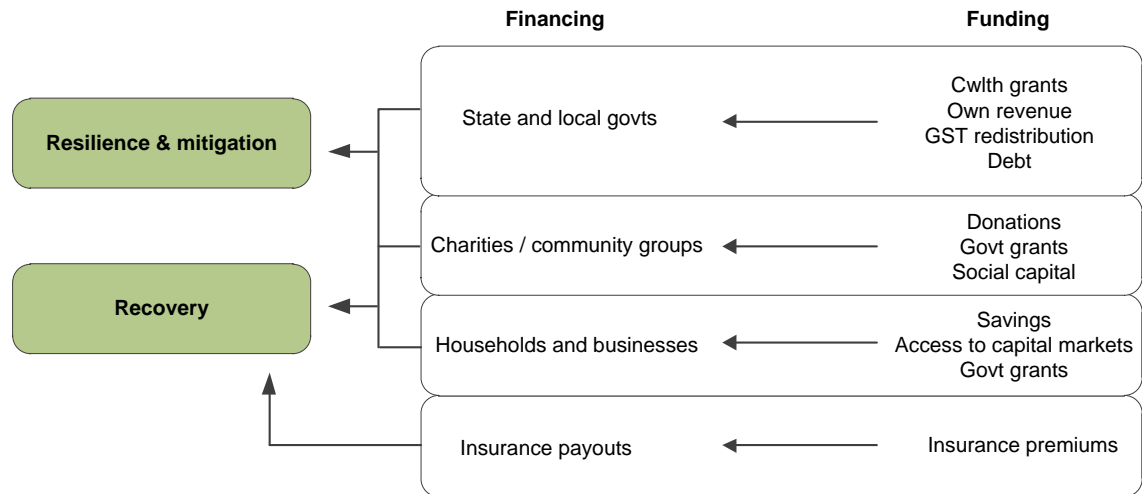 Financing
Funding
Resilience & mitigation
State and local govts
Cwlth grants
Own revenue
GST redistribution
Debt
Charities / community groups
Donations
Govt grants
Social capital
Recovery
Households and businesses
Savings
Access to capital markets
Govt grants
Insurance payouts
Insurance premiums